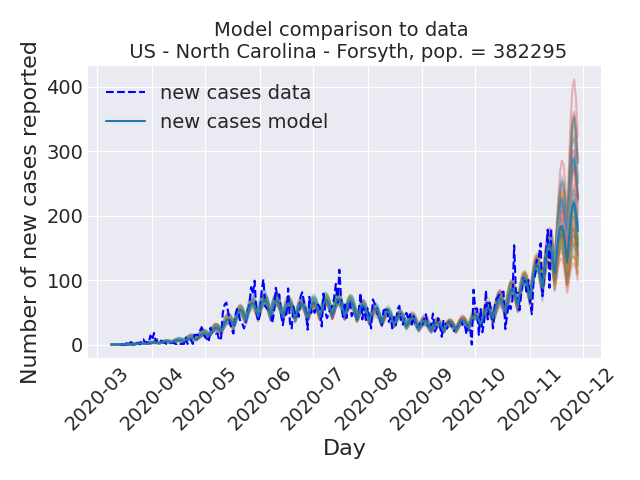 Model comparison to data
US - North Carolina - Forsyth, pop. = 382295
Number of new cases reported
400
300
200
100
0
new cases data
new cases model
2020-03
2020-04
2020-05
2020-06
2020-07
2020-08
2020-09
2020-10
2020-11
2020-12
Day